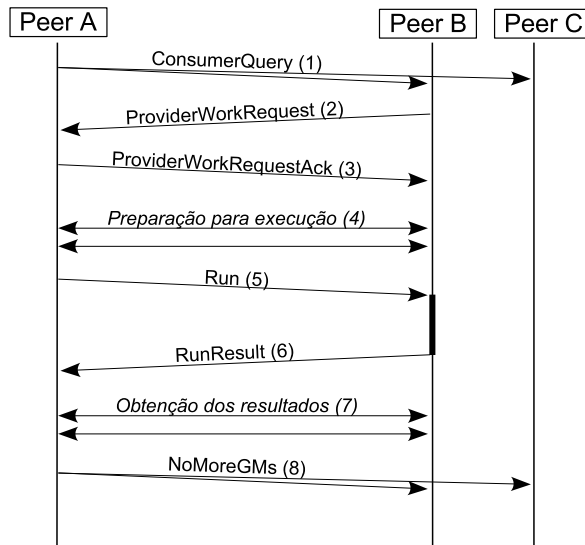 Peer A
Peer B
Peer C
ConsumerQuery (1)
ProviderWorkRequest (2)
ProviderWorkRequestAck (3)
Preparação para execução (4)
Run (5)
RunResult (6)
Obtenção dos resultados (7)
NoMoreGMs (8)